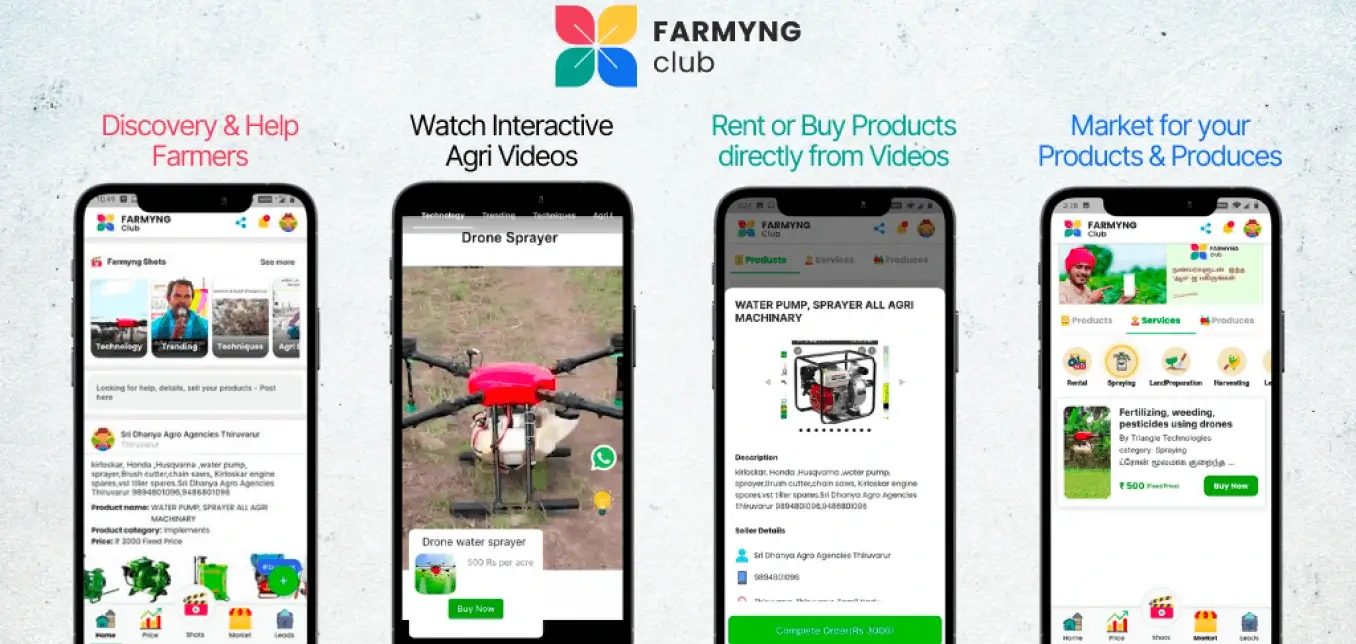 FARMYNG
club
Discovery & Help
Farmers
Watch Interactive
Agri Videos
Rent or Buy Products
directly from Videos
Market for your
Products & Produces
10:49
FARMYNG
Club
Farmyng Shots
See more
Technology
Trending
Techniques
Agri
Looking for help, details, sell your products - Post
here
Sri Dhanya Agro Agencies Thiruvarur
Thiruvarur
kirloskar, Honda ,Husqvarna ,water pump,
sprayer,Brush cutter,chain saws, Kirloskar engine
spares,vst tiller spares.Sri Dhanya Agro Agencies
Thiruvarur 9894801096,9486801096
Product name: WATER PUMP, SPRAYER ALL AGRI
MACHINARY
Product category: Implements
Price: ₹ 3000 Fixed Price
Home
Price
Shots
Market
Leads
Technology
Trending
Techniques
Agri
Drone Sprayer
Drone water sprayer
500 Rs per acre
Buy Now
FARMYNG
Club
Products
Services
Produces
WATER PUMP, SPRAYER ALL AGRI
MACHINARY
Description
kirloskar, Honda ,Husqvarna ,water pump,
sprayer,Brush cutter,chain saws, Kirloskar engine
spares,vst tiller spares.Sri Dhanya Agro Agencies
Thiruvarur 9894801096,9486801096
Seller Details
Sri Dhanya Agro Agencies Thiruvarur
9894801096
Complete Order(Rs 3000)
3:28
FARMYNG
Club
FARMYNG
club
Products
Services
Produces
Rental
Spraying
LandPreparation
Harvesting
Fertilizing, weeding,
pesticides using drones
By Triangle Technologies
category: Spraying
ட்ரோன் மூலமாக குறைந்த ...
₹ 500 (Fixed Price)
Buy Now
Home
Price
Shots
Market
Leads